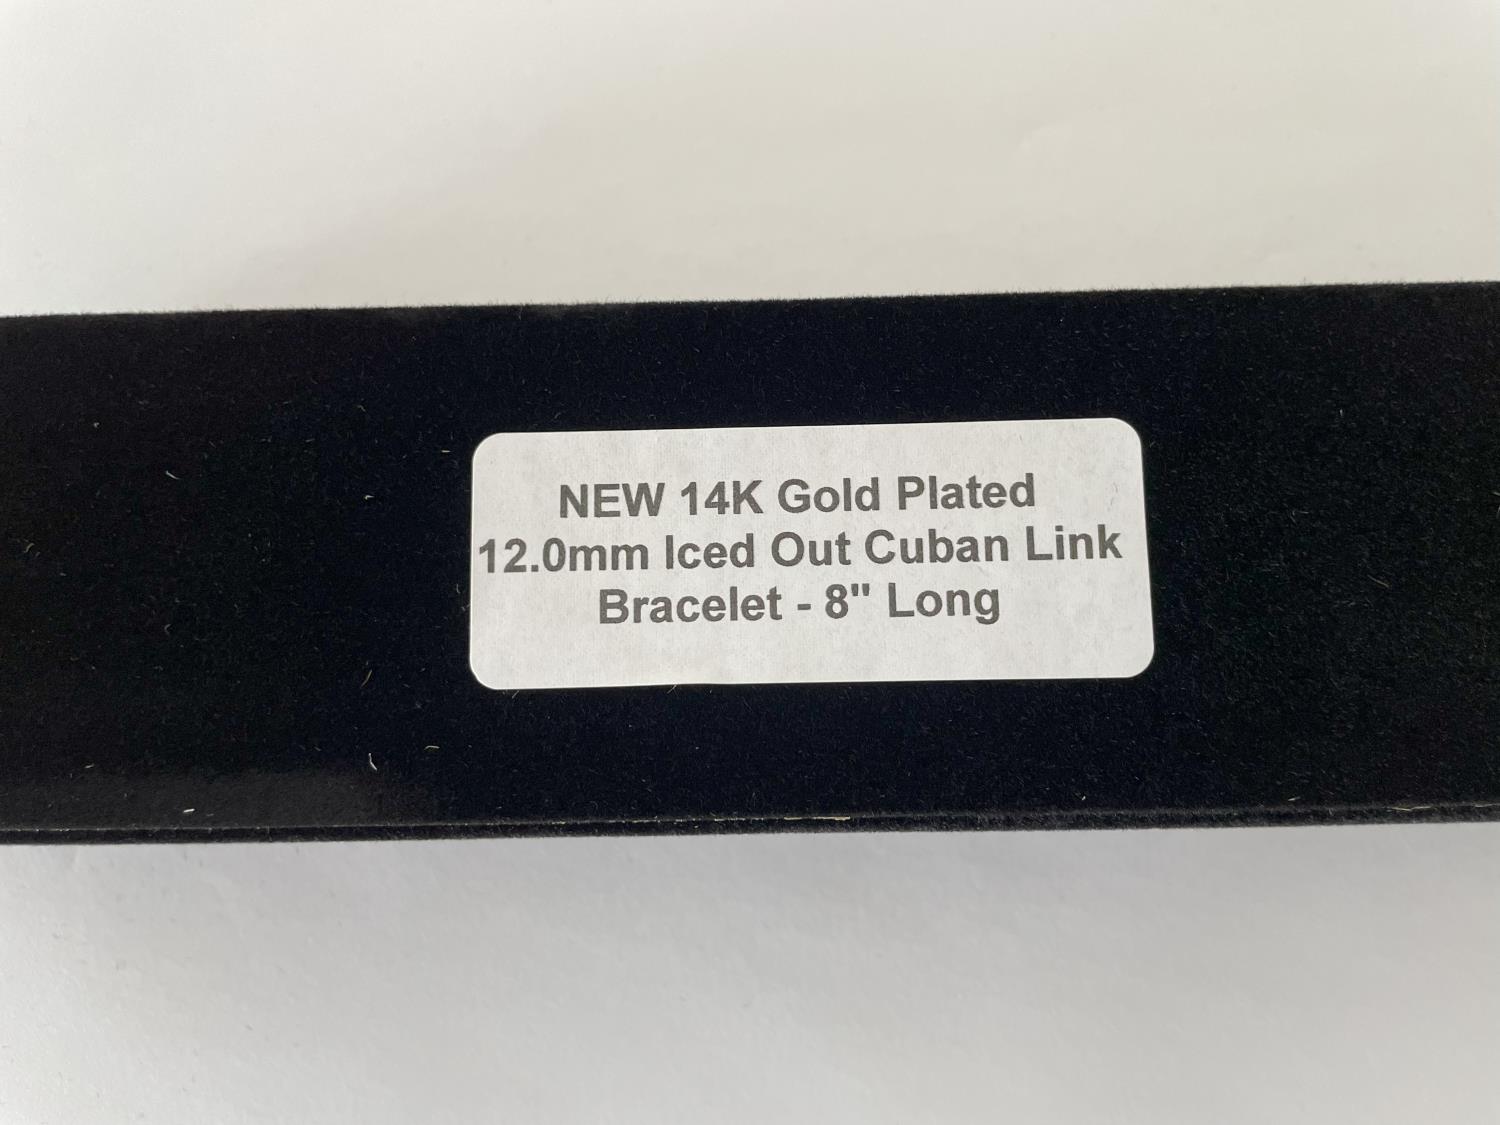 NEW 14K Gold Plated
12.0mm Iced Out Cuban Link
Bracelet - 8" Long